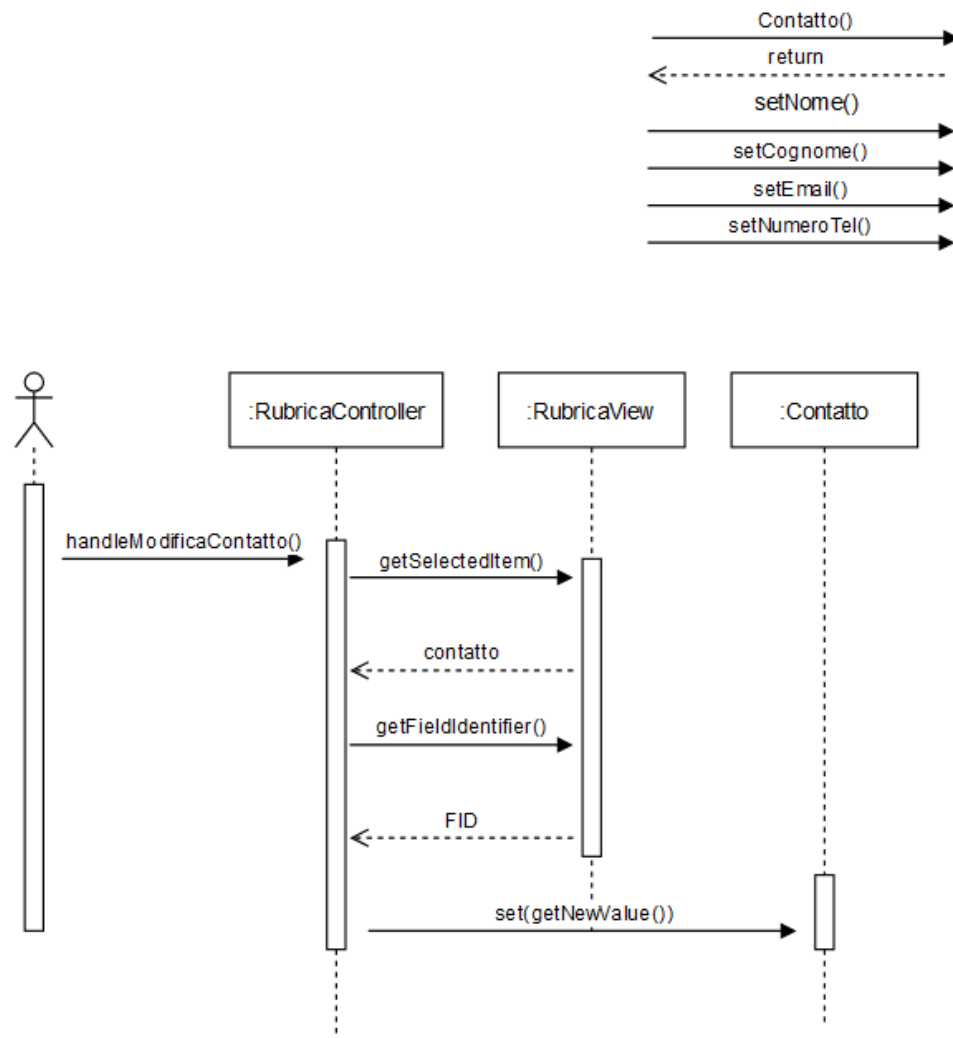 Contatto()
return
setNome()
setCognome()
setEmail()
setNumeroTel()
:RubricaController
:RubricaView
:Contatto
handleModificaContatto()
getSelectedItem()
contatto
getFieldIdentifier()
FID
set(getNewValue())